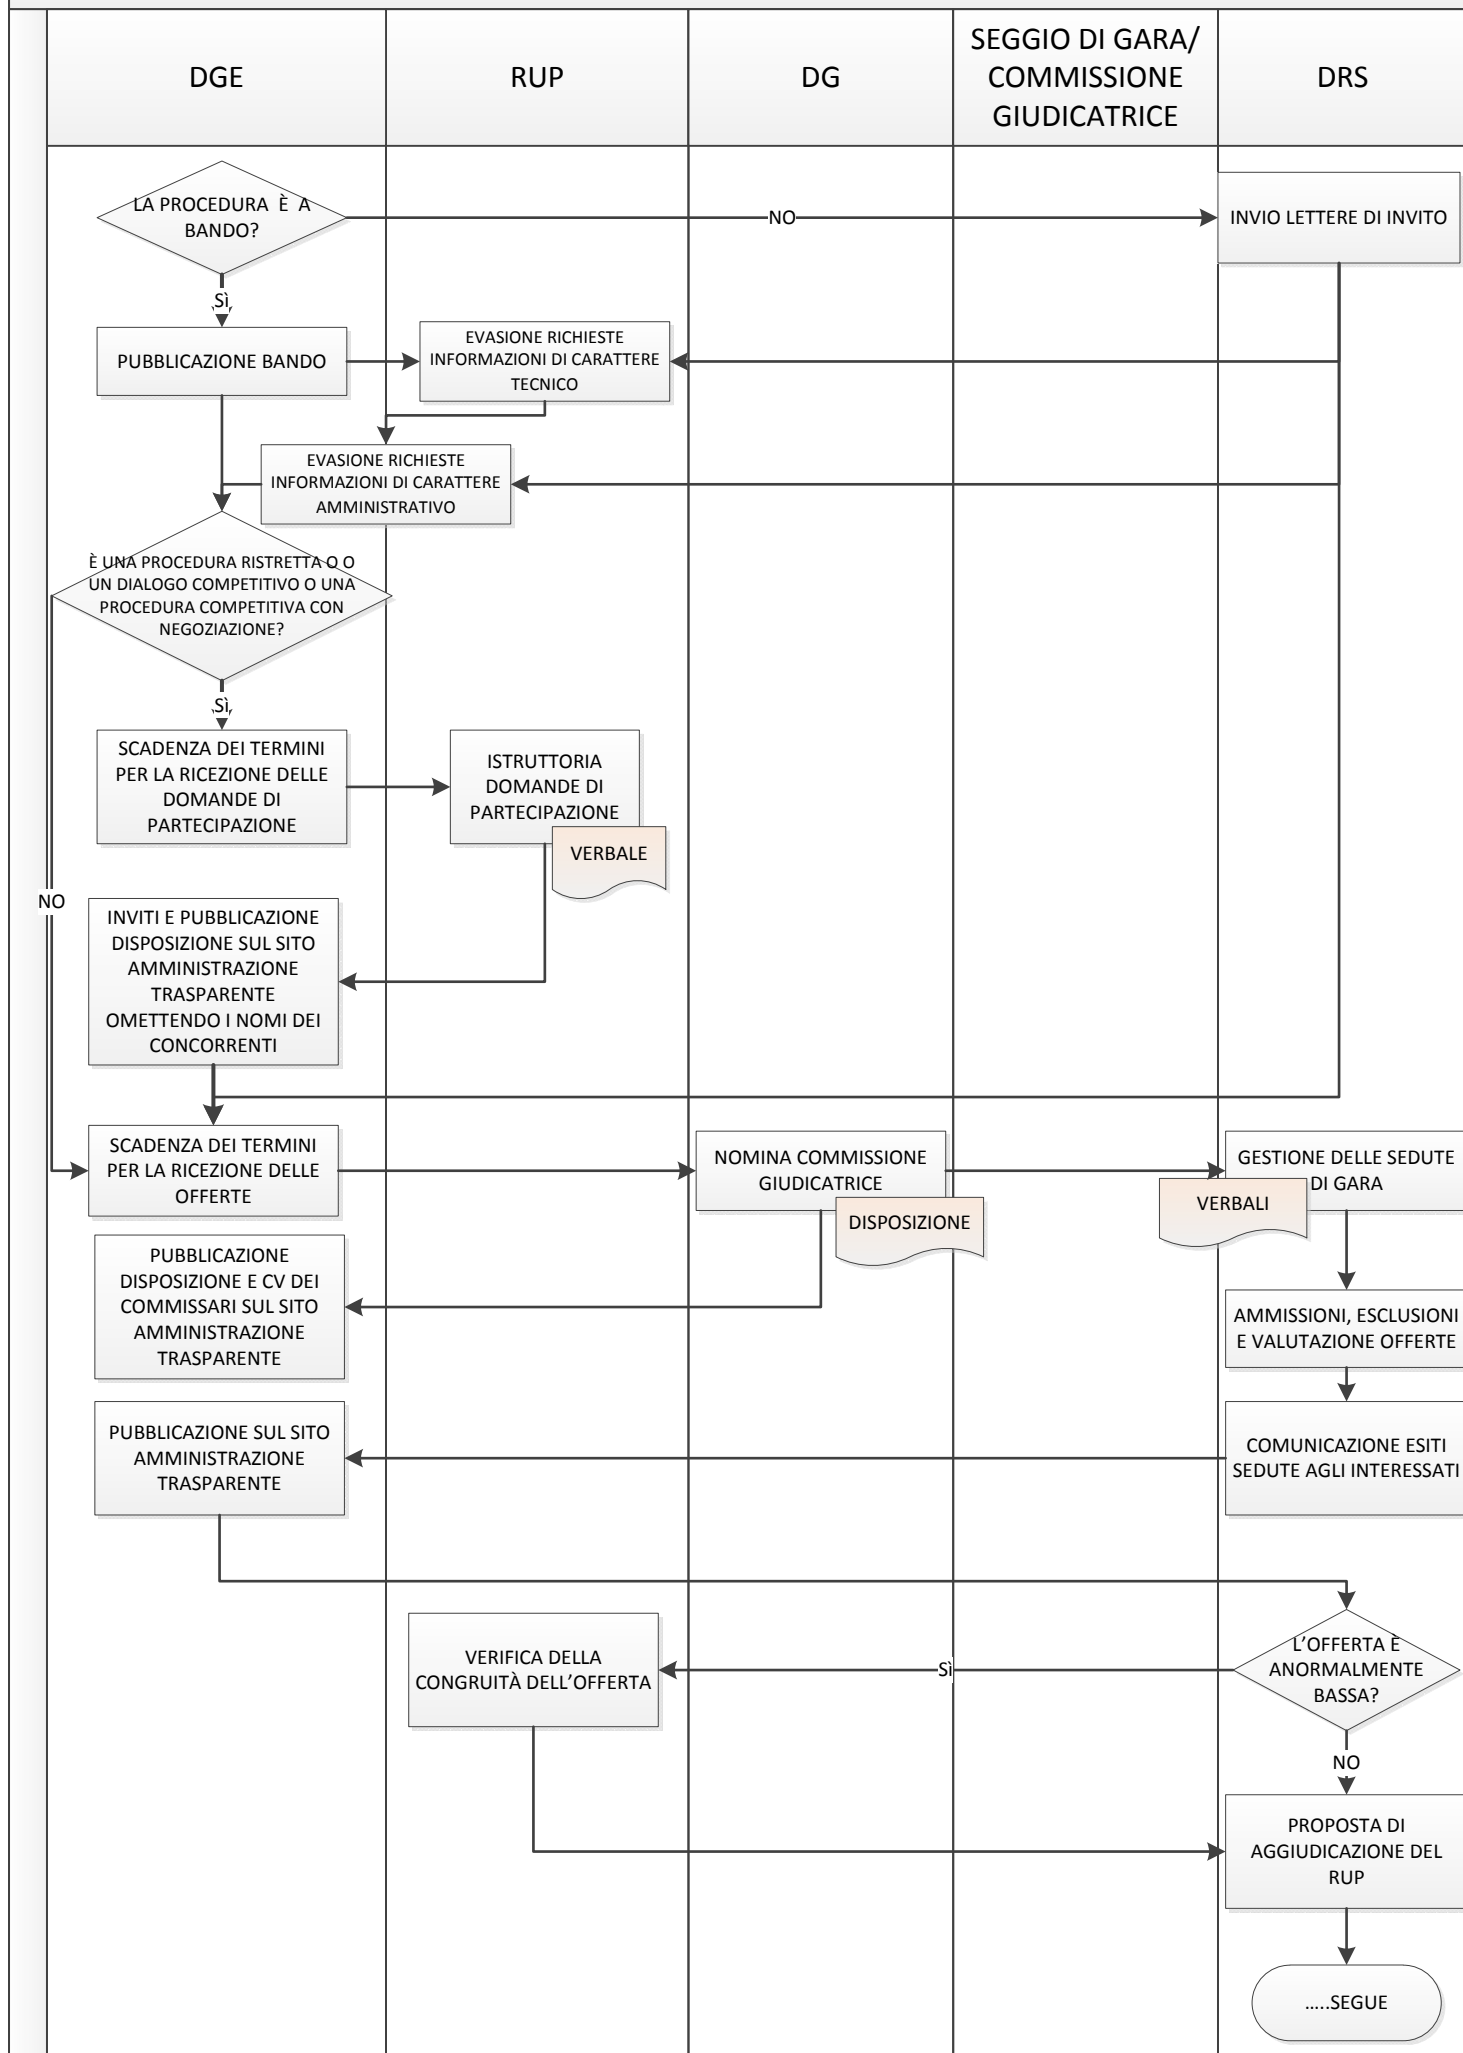 DGE
RUP
DG
SEGGIO DI GARA/
COMMISSIONE
GIUDICATRICE
DRS
LA PROCEDURA È A
BANDO?
NO
INVIO LETTERE DI INVITO
Sì
PUBBLICAZIONE BANDO
EVASIONE RICHIESTE
INFORMAZIONI DI CARATTERE
TECNICO
EVASIONE RICHIESTE
INFORMAZIONI DI CARATTERE
AMMINISTRATIVO
È UNA PROCEDURA RISTRETTA O O
UN DIALOGO COMPETITIVO O UNA
PROCEDURA COMPETITIVA CON
NEGOZIAZIONE?
Sì
SCADENZA DEI TERMINI
PER LA RICEZIONE DELLE
DOMANDE DI
PARTECIPAZIONE
ISTRUTTORIA
DOMANDE DI
PARTECIPAZIONE
VERBALE
NO
INVITI E PUBBLICAZIONE
DISPOSIZIONE SUL SITO
AMMINISTRAZIONE
TRASPARENTE
OMETTENDO I NOMI DEI
CONCORRENTI
SCADENZA DEI TERMINI
PER LA RICEZIONE DELLE
OFFERTE
NOMINA COMMISSIONE
GIUDICATRICE
DISPOSIZIONE
GESTIONE DELLE SEDUTE
DI GARA
VERBALI
PUBBLICAZIONE
DISPOSIZIONE E CV DEI
COMMISSARI SUL SITO
AMMINISTRAZIONE
TRASPARENTE
AMMISSIONI, ESCLUSIONI
E VALUTAZIONE OFFERTE
PUBBLICAZIONE SUL SITO
AMMINISTRAZIONE
TRASPARENTE
COMUNICAZIONE ESITI
SEDUTE AGLI INTERESSATI
VERIFICA DELLA
CONGRUITÀ DELL'OFFERTA
Sì
L'OFFERTA È
ANORMALMENTE
BASSA?
NO
PROPOSTA DI
AGGIUDICAZIONE DEL
RUP
.....SEGUE